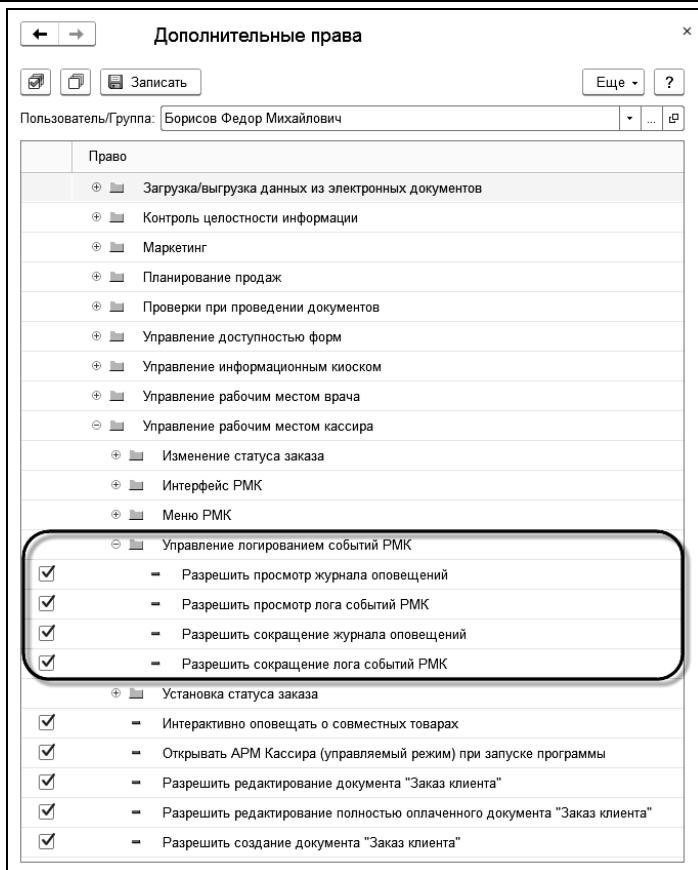 Дополнительные права
Записать
Еще
?
Пользователь/Группа: Борисов Федор Михайлович
...
Право
Загрузка/выгрузка данных из электронных документов
Контроль целостности информации
Маркетинг
Планирование продаж
Проверки при проведении документов
Управление доступностью форм
Управление информационным киоском
Управление рабочим местом врача
Управление рабочим местом кассира
Изменение статуса заказа
Интерфейс РМК
Меню РМК
Управление логированием событий РМК
Разрешить просмотр журнала оповещений
Разрешить просмотр лога событий РМК
Разрешить сокращение журнала оповещений
Разрешить сокращение лога событий РМК
Установка статуса заказа
Интерактивно оповещать о совместных товарах
Открывать АРМ Кассира (управляемый режим) при запуске программы
Разрешить редактирование документа "Заказ клиента"
Разрешить редактирование полностью оплаченного документа "Заказ клиента"
Разрешить создание документа "Заказ клиента"